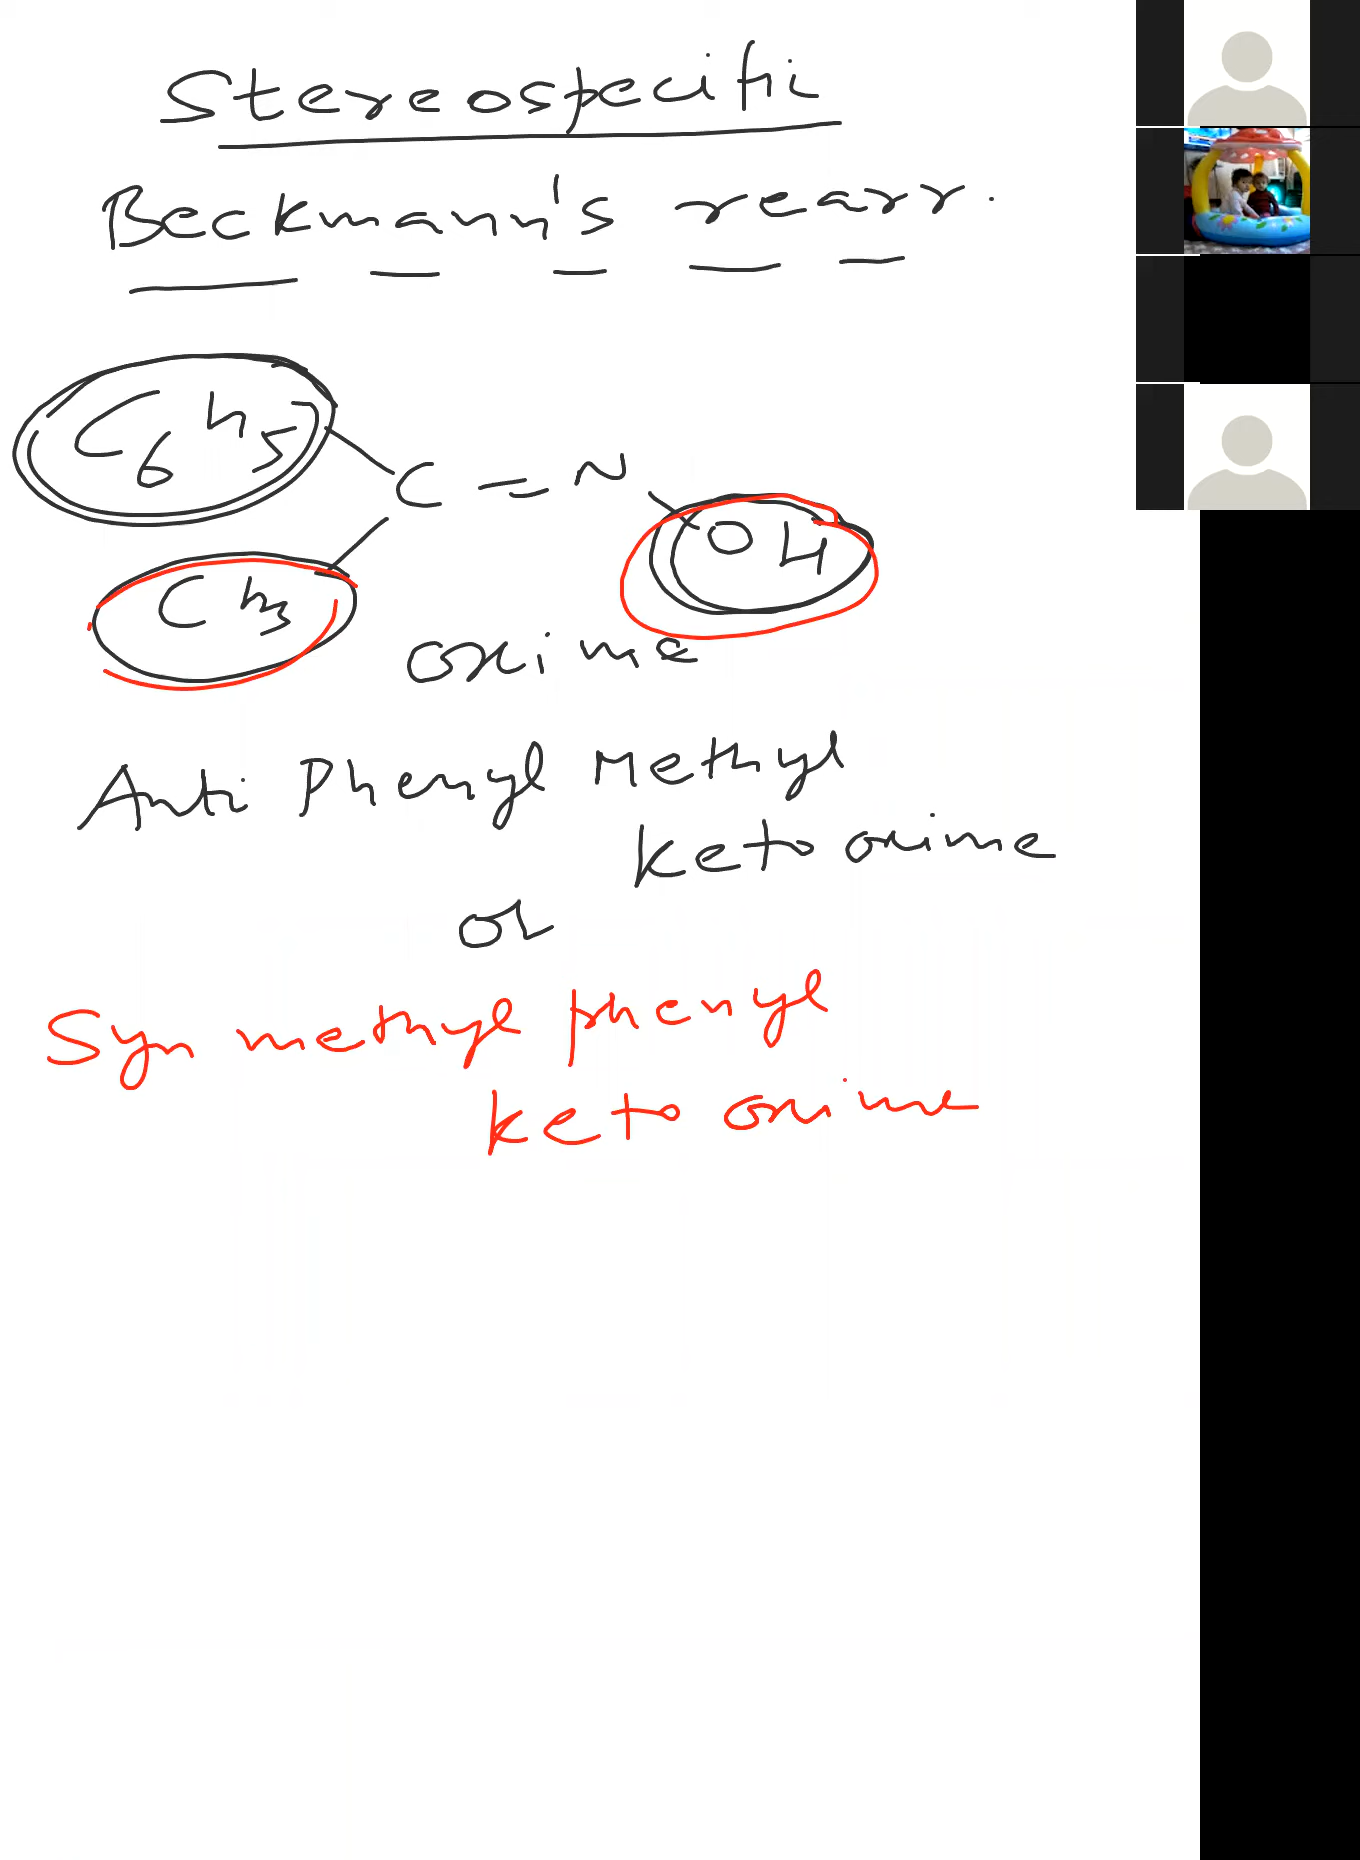 Stereospecific
Beckmann's rearr.
C6H5
C = N
OH
CH3
oxime
Anti Phenyl Methyl
keto oxime
or
Syn methyl phenyl
keto oxime